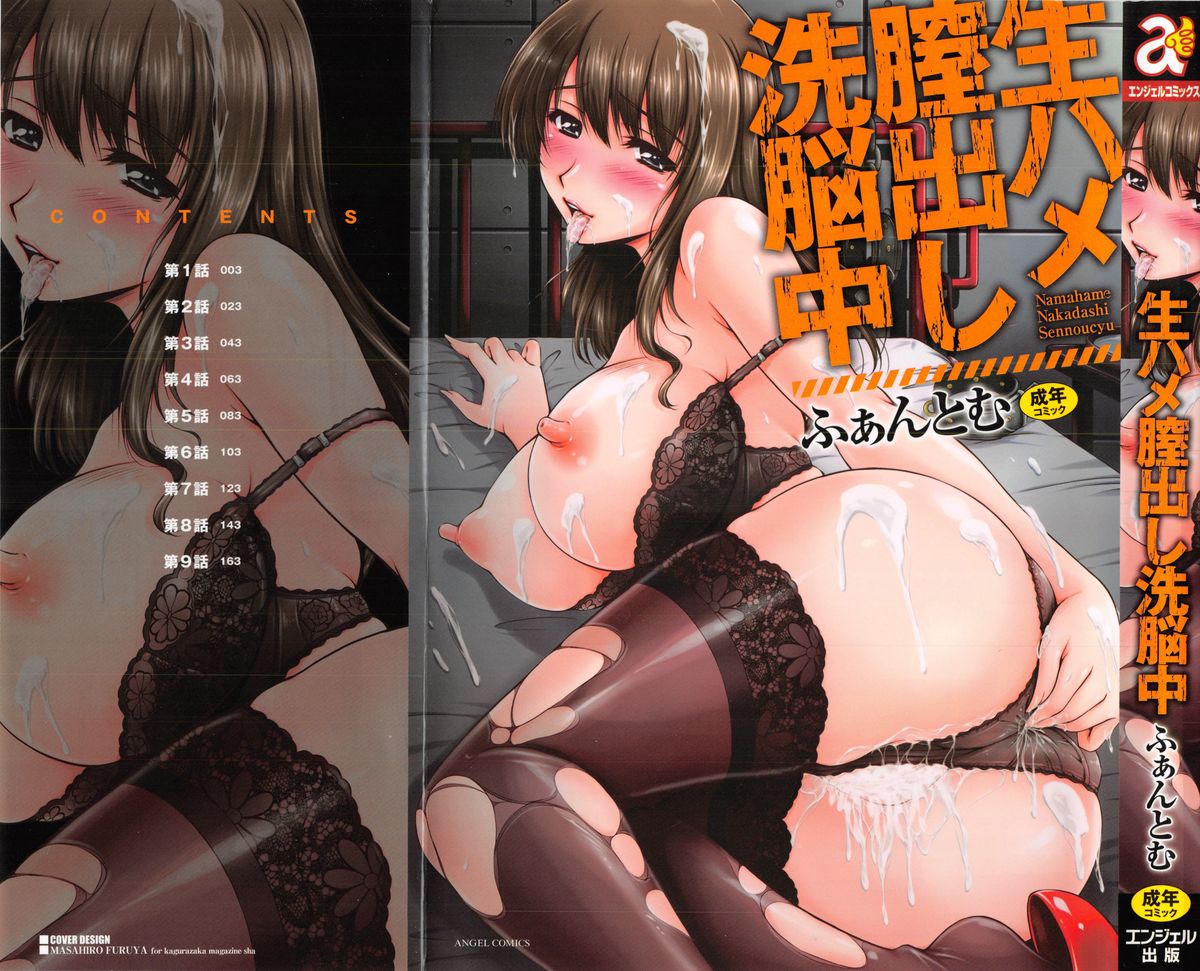 CONTENTS
第1話 003
第2話 023
第3話 043
第4話 063
第5話 083
第6話 103
第7話 123
第8話 143
第9話 163
■COVER DESIGN
■MASAHIRO FURUYA for kagurazaka magazine sha
生ハメ
膣出し
洗脳中
Namahame
Nakadashi
Sennoucyu
ふぁんとむ
成年
コミック
ANGEL COMICS
a
エンジェルコミックス
生ハメ膣出し洗脳中
ふぁんとむ
成年
コミック
エンジェル
出版